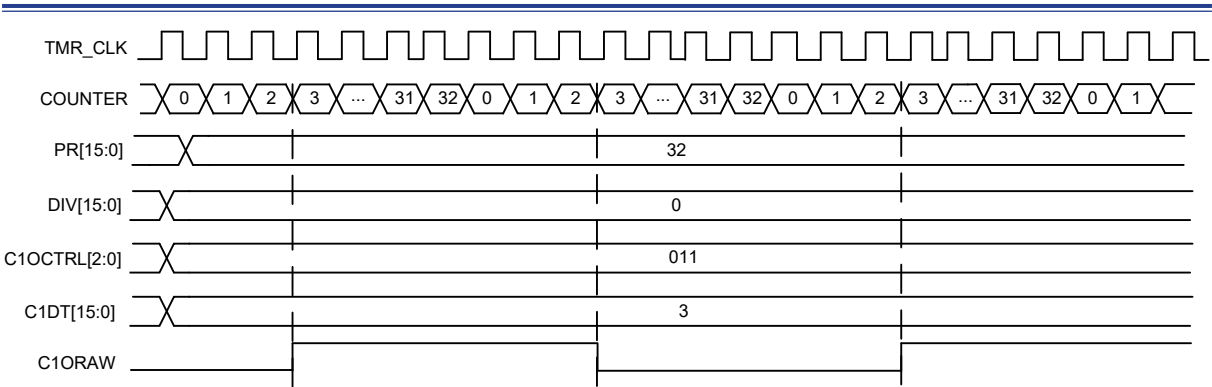 TMR_CLK
COUNTER 0 1 2 3 ... 31 32 0 1 2 3 ... 31 32 0 1 2 3 ... 31 32 0 1
PR[15:0] 32
DIV[15:0] 0
C1OCTRL[2:0] 011
C1DT[15:0] 3
C1ORAW